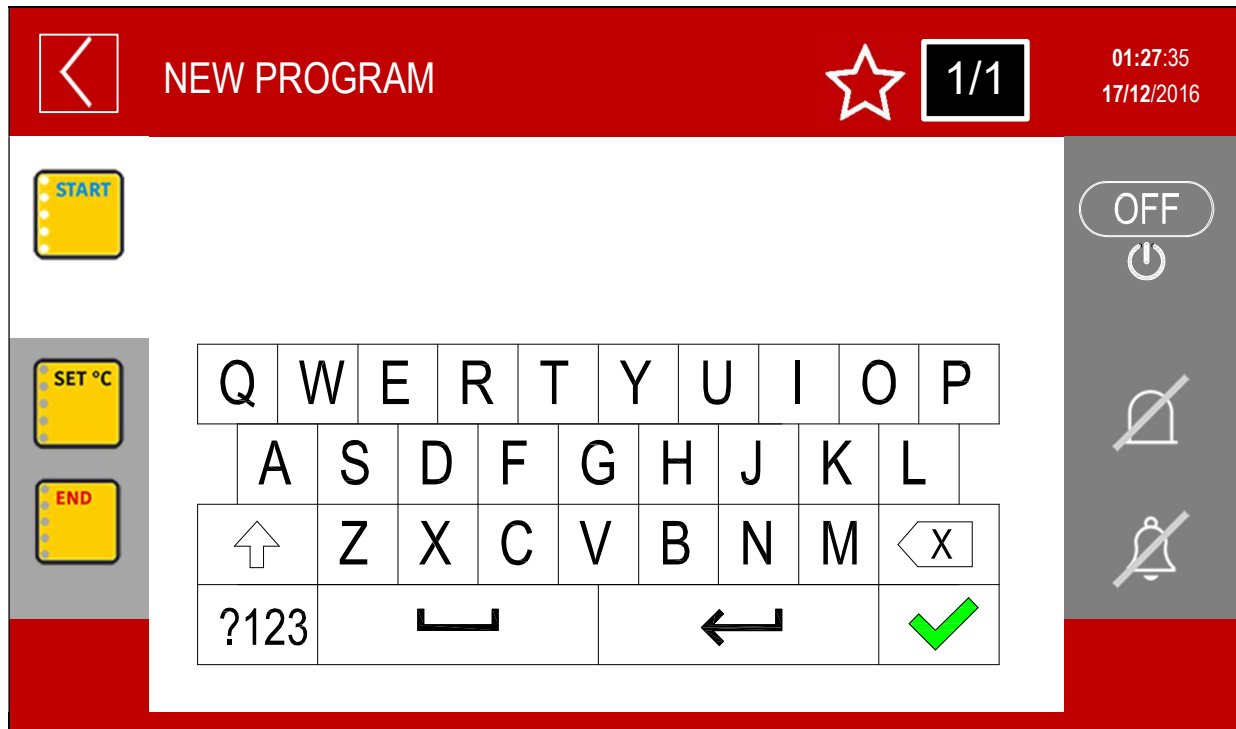 NEW PROGRAM
1/1
01:27:35
17/12/2016
START
OFF
SET °C
Q W E R T Y U I O P
A S D F G H J K L
END
Z X C V B N M X
?123